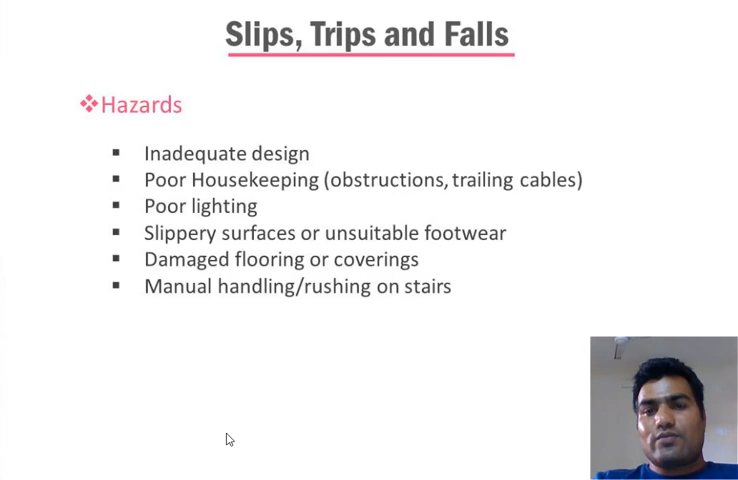 Slips, Trips and Falls
❖Hazards
▪ Inadequate design
▪ Poor Housekeeping (obstructions, trailing cables)
▪ Poor lighting
▪ Slippery surfaces or unsuitable footwear
▪ Damaged flooring or coverings
▪ Manual handling/rushing on stairs